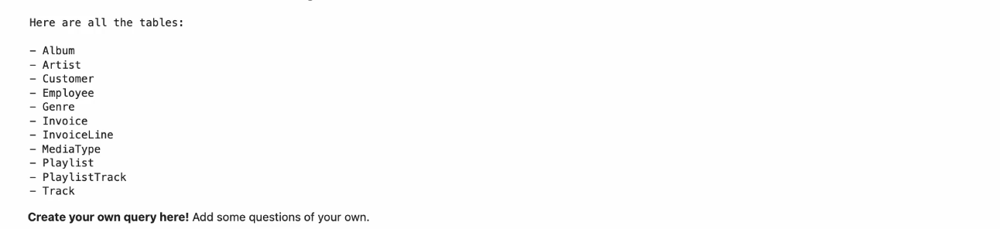 Here are all the tables:
– Album
– Artist
– Customer
– Employee
– Genre
– Invoice
– InvoiceLine
– MediaType
– Playlist
– PlaylistTrack
– Track
Create your own query here! Add some questions of your own.